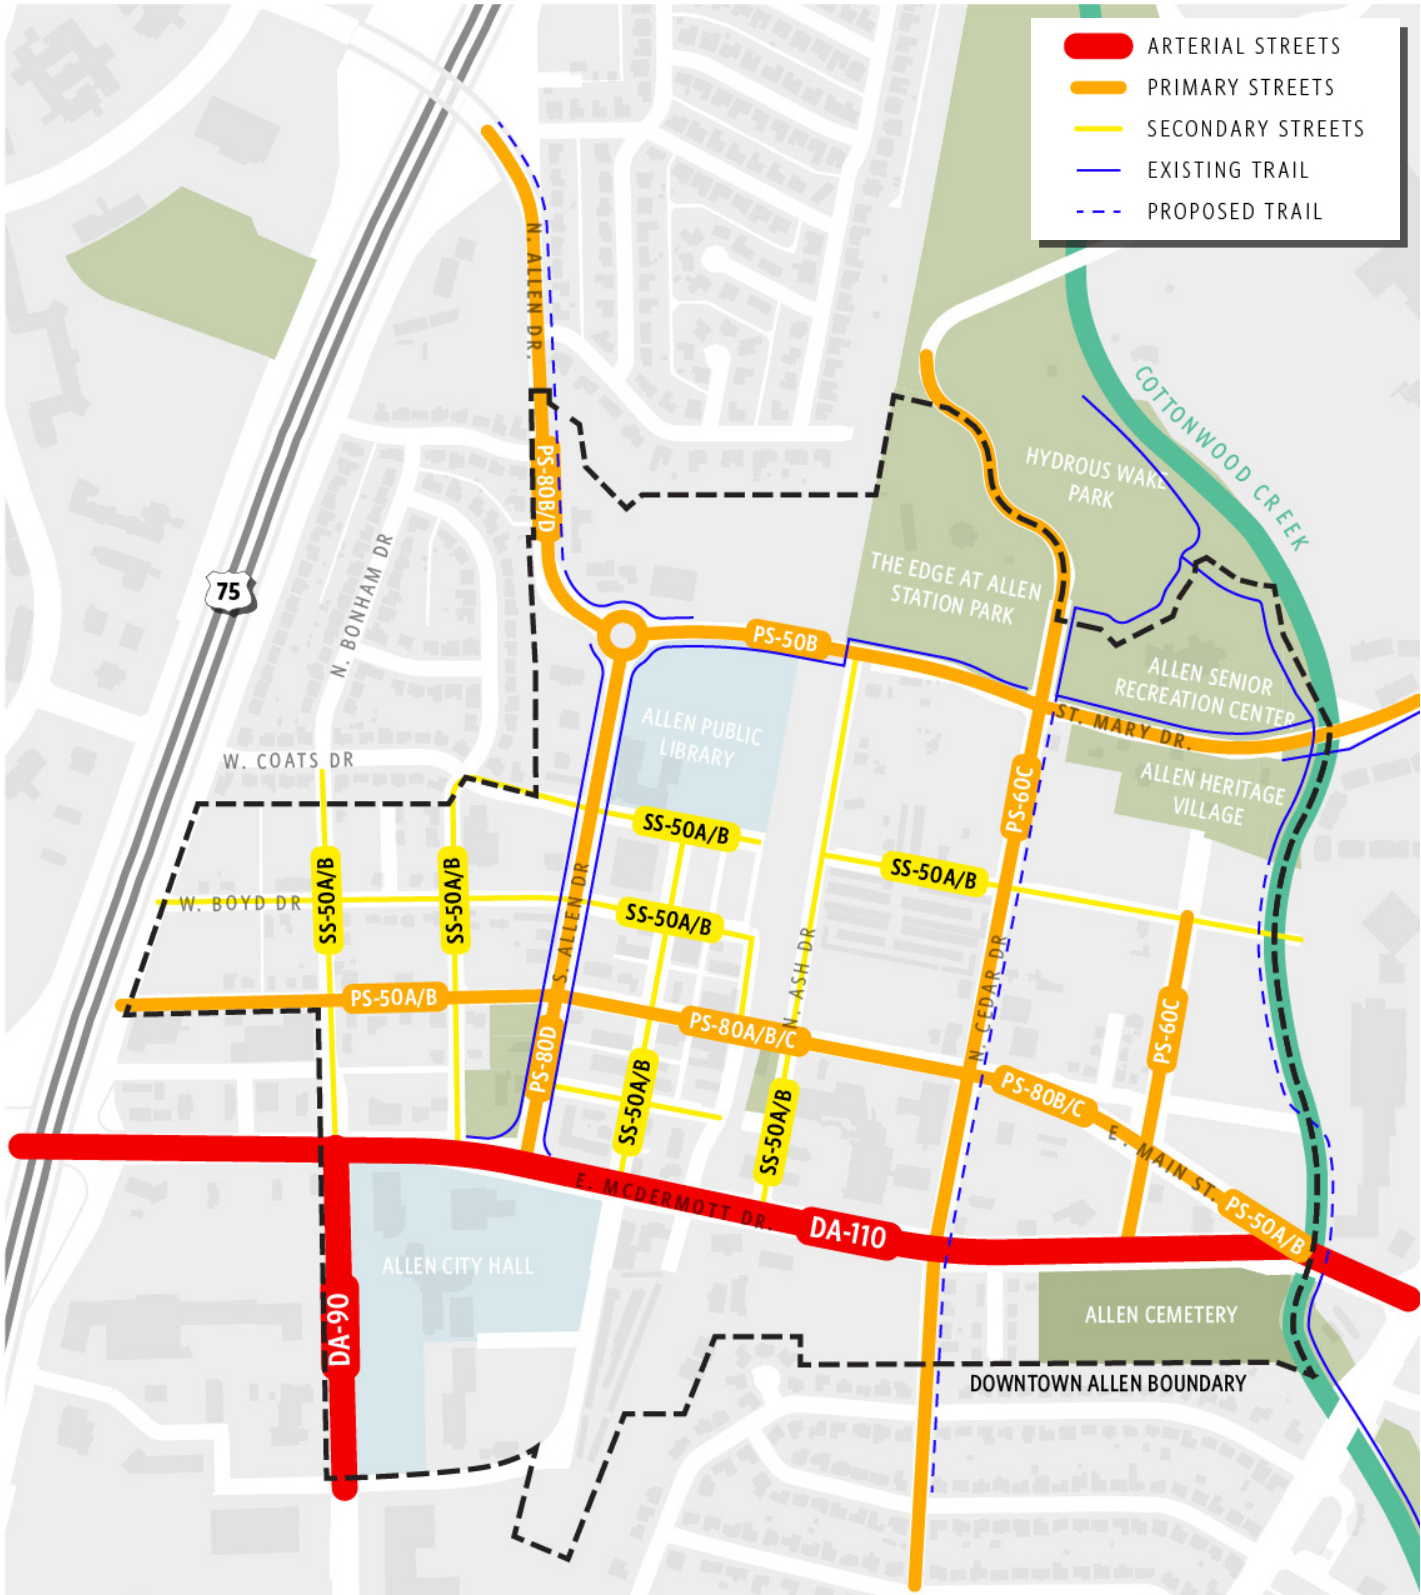 ARTERIAL STREETS
PRIMARY STREETS
SECONDARY STREETS
EXISTING TRAIL
PROPOSED TRAIL
N. ALLEN DR.
COTTONWOOD CREEK
PS-80B/D
HYDROUS WAKE
PARK
THE EDGE AT ALLEN
STATION PARK
75
N. BONHAM DR
PS-50B
ALLEN SENIOR
RECREATION CENTER
ST. MARY DR.
ALLEN PUBLIC
LIBRARY
W. COATS DR
PS-60C
ALLEN HERITAGE
VILLAGE
SS-50A/B
SS-50A/B
SS-50A/B
SS-50A/B
W. BOYD DR
SS-50A/B
S. ALLEN DR
N. ASH DR
N. CEDAR DR
PS-50A/B
PS-80A/B/C
PS-60C
PS-80D
SS-50A/B
SS-50A/B
PS-80B/C
E. MAIN ST.
PS-50A/B
E. MCDERMOTT DR.
DA-110
ALLEN CITY HALL
DA-90
ALLEN CEMETERY
DOWNTOWN ALLEN BOUNDARY